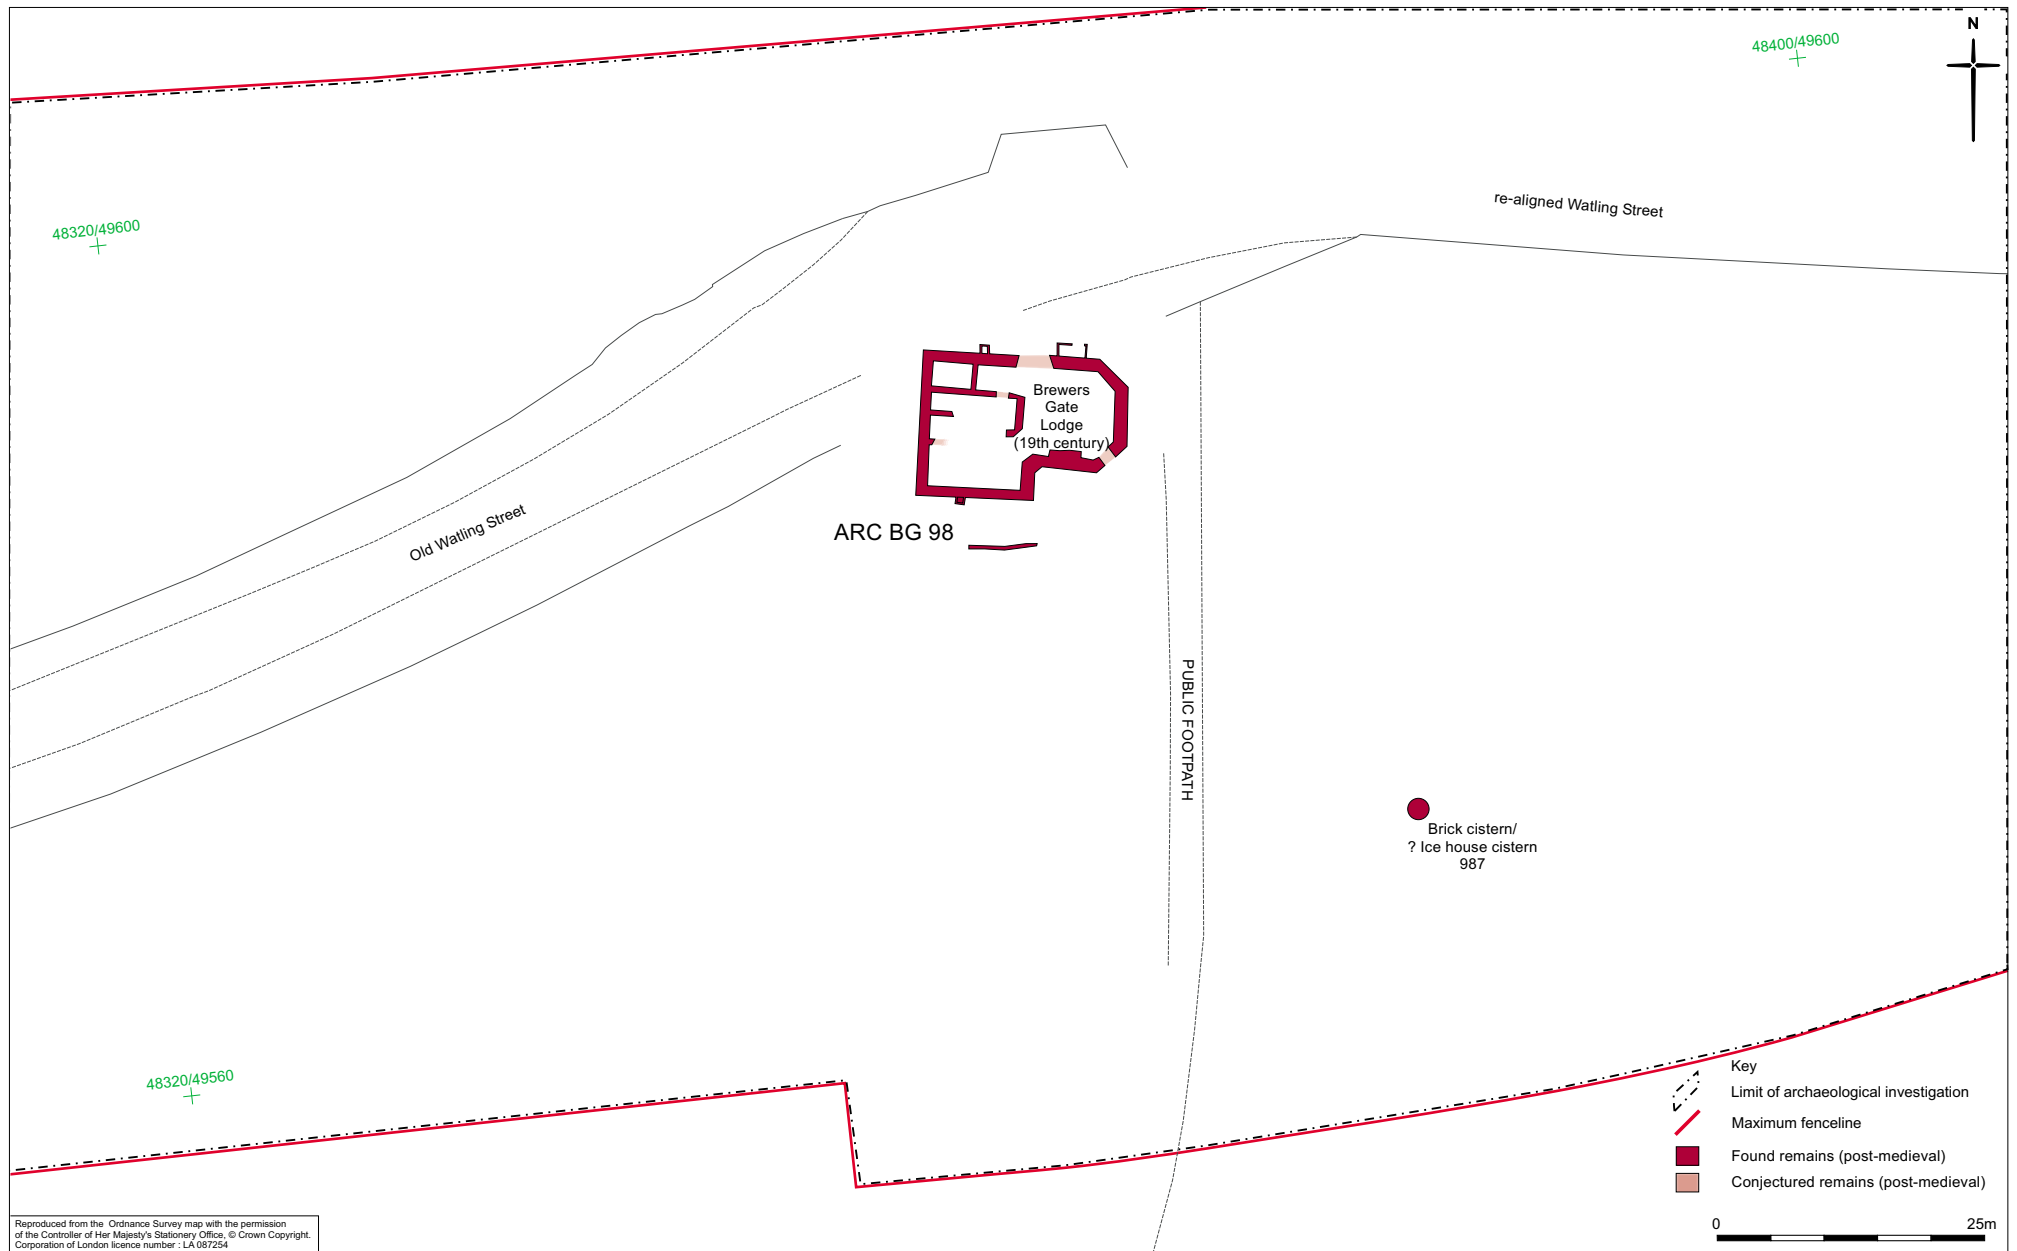 N
48400/49600
re-aligned Watling Street
48320/49600
Brewers
Gate
Lodge
(19th century)
Old Watling Street
ARC BG 98
PUBLIC FOOTPATH
Brick cistern/
? Ice house cistern
987
48320/49560
Key
Limit of archaeological investigation
Maximum fenceline
Found remains (post-medieval)
Conjectured remains (post-medieval)
0 25m
Reproduced from the Ordnance Survey map with the permission
of the Controller of Her Majesty's Stationery Office, © Crown Copyright.
Corporation of London licence number : LA 087254